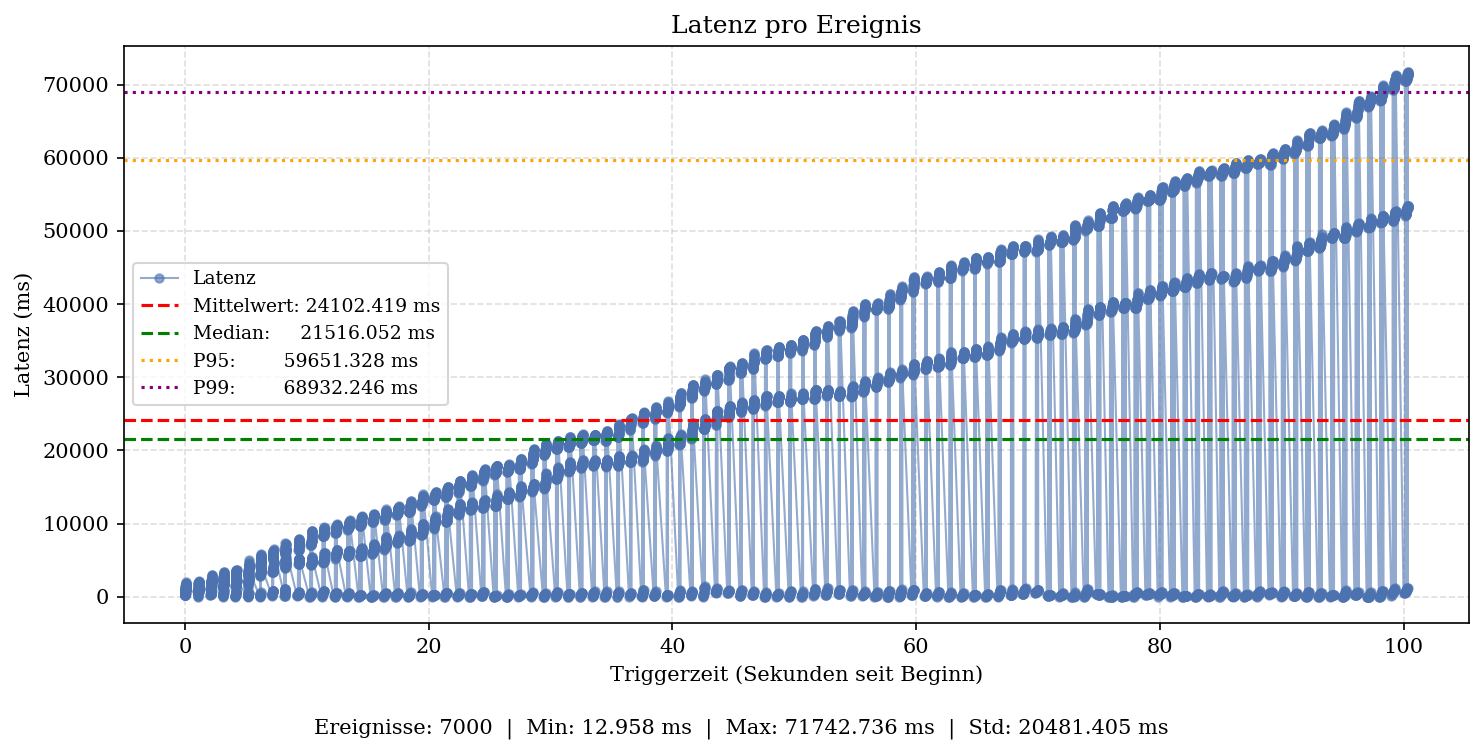 Latenz pro Ereignis
70000
60000
50000
40000
30000
20000
10000
0
Latenz (ms)
Latenz
Mittelwert: 24102.419 ms
Median: 21516.052 ms
P95: 59651.328 ms
P99: 68932.246 ms
0 20 40 60 80 100
Triggerzeit (Sekunden seit Beginn)
Ereignisse: 7000 | Min: 12.958 ms | Max: 71742.736 ms | Std: 20481.405 ms